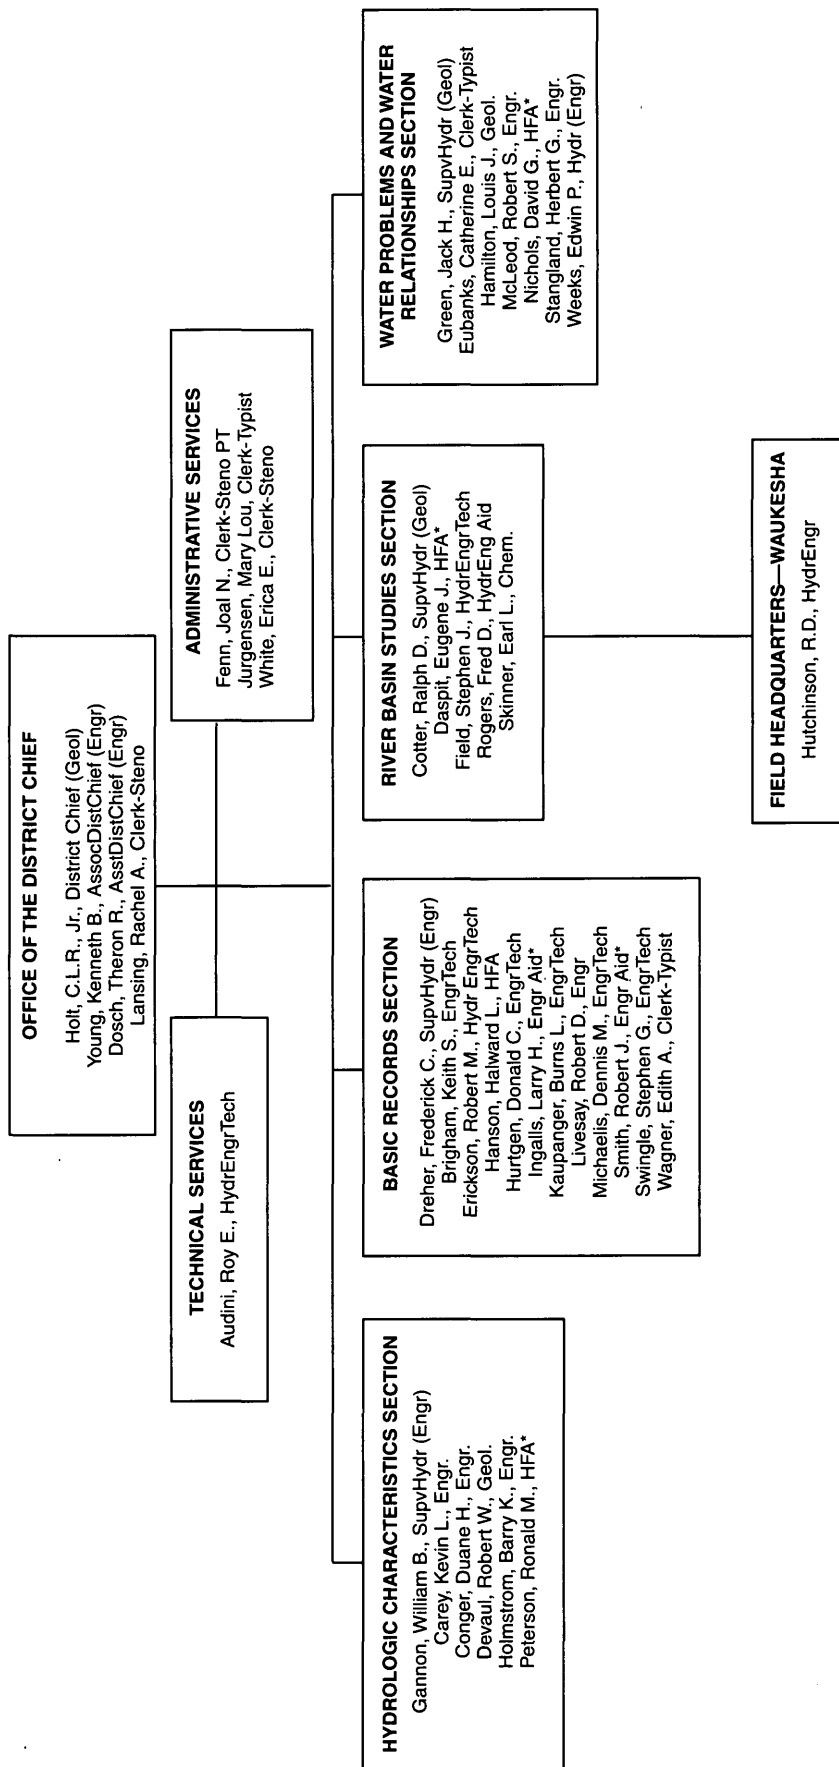 OFFICE OF THE DISTRICT CHIEF
Holt, C.L.R., Jr., District Chief (Geol)
Young, Kenneth B., AssocDistChief (Engr)
Dosch, Theron R., AsstDistChief (Engr)
Lansing, Rachel A., Clerk-Steno
TECHNICAL SERVICES
Audini, Roy E., HydrEngrTech
ADMINISTRATIVE SERVICES
Fenn, Joal N., Clerk-Steno PT
Jurgensen, Mary Lou, Clerk-Typist
White, Erica E., Clerk-Steno
HYDROLOGIC CHARACTERISTICS SECTION
Gannon, William B., SupvHydr (Engr)
Carey, Kevin L., Engr.
Conger, Duane H., Engr.
Devaul, Robert W., Geol.
Holmstrom, Barry K., Engr.
Peterson, Ronald M., HFA*
BASIC RECORDS SECTION
Dreher, Frederick C., SupvHydr (Engr)
Brigham, Keith S., EngrTech
Erickson, Robert M., Hydr EngrTech
Hanson, Halward L., HFA
Hurtgen, Donald C., EngrTech
Ingalls, Larry H., Engr Aid*
Kaupanger, Burns L., EngrTech
Livesay, Robert D., Engr
Michaelis, Dennis M., EngrTech
Smith, Robert J., Engr Aid*
Swingle, Stephen G., EngrTech
Wagner, Edith A., Clerk-Typist
RIVER BASIN STUDIES SECTION
Cotter, Ralph D., SupvHydr (Geol)
Daspit, Eugene J., HFA*
Field, Stephen J., HydrEngrTech
Rogers, Fred D., HydrEng Aid
Skinner, Earl L., Chem.
WATER PROBLEMS AND WATER
RELATIONSHIPS SECTION
Green, Jack H., SupvHydr (Geol)
Eubanks, Catherine E., Clerk-Typist
Hamilton, Louis J., Geol.
McLeod, Robert S., Engr.
Nichols, David G., HFA*
Stangland, Herbert G., Engr.
Weeks, Edwin P., Hydr (Engr)
FIELD HEADQUARTERS—WAUKESHA
Hutchinson, R.D., HydrEngr